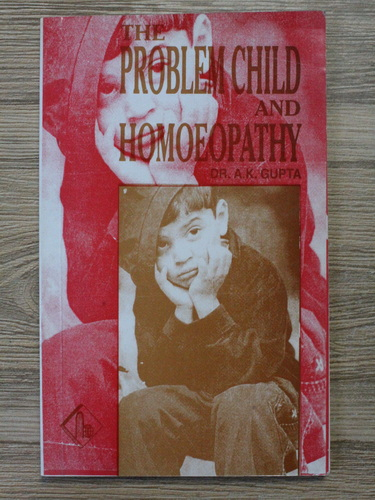 THE
PROBLEM CHILD
AND
HOMOEOPATHY
DR. A.K. GUPTA